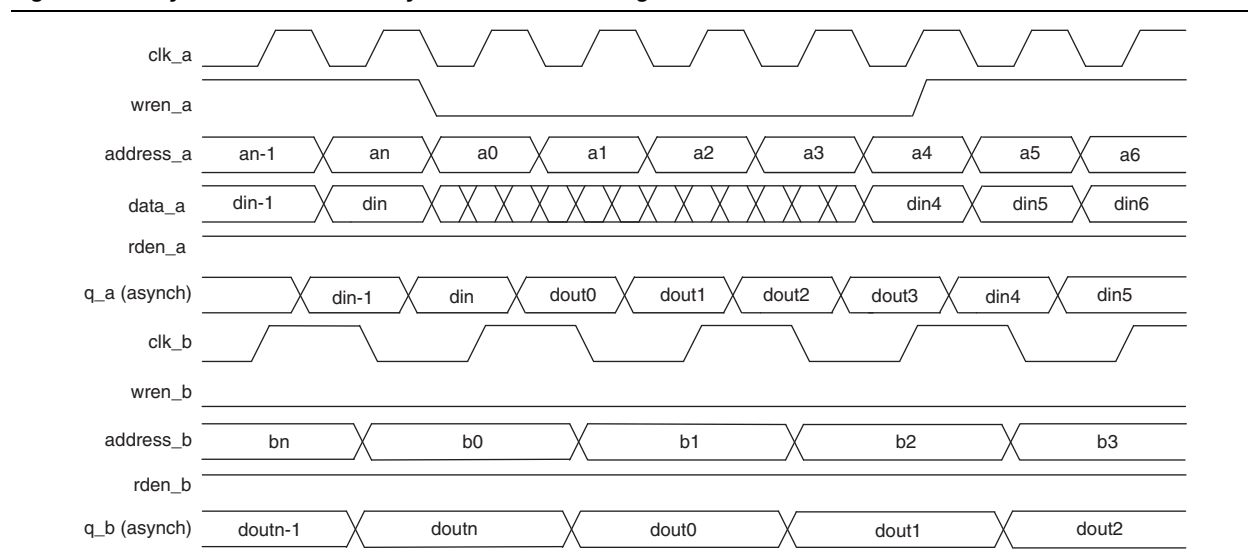 clk_a
wren_a
address_a an-1 an a0 a1 a2 a3 a4 a5 a6
data_a din-1 din din4 din5 din6
rden_a
q_a (asynch) din-1 din dout0 dout1 dout2 dout3 din4 din5
clk_b
wren_b
address_b bn b0 b1 b2 b3
rden_b
q_b (asynch) doutn-1 doutn dout0 dout1 dout2